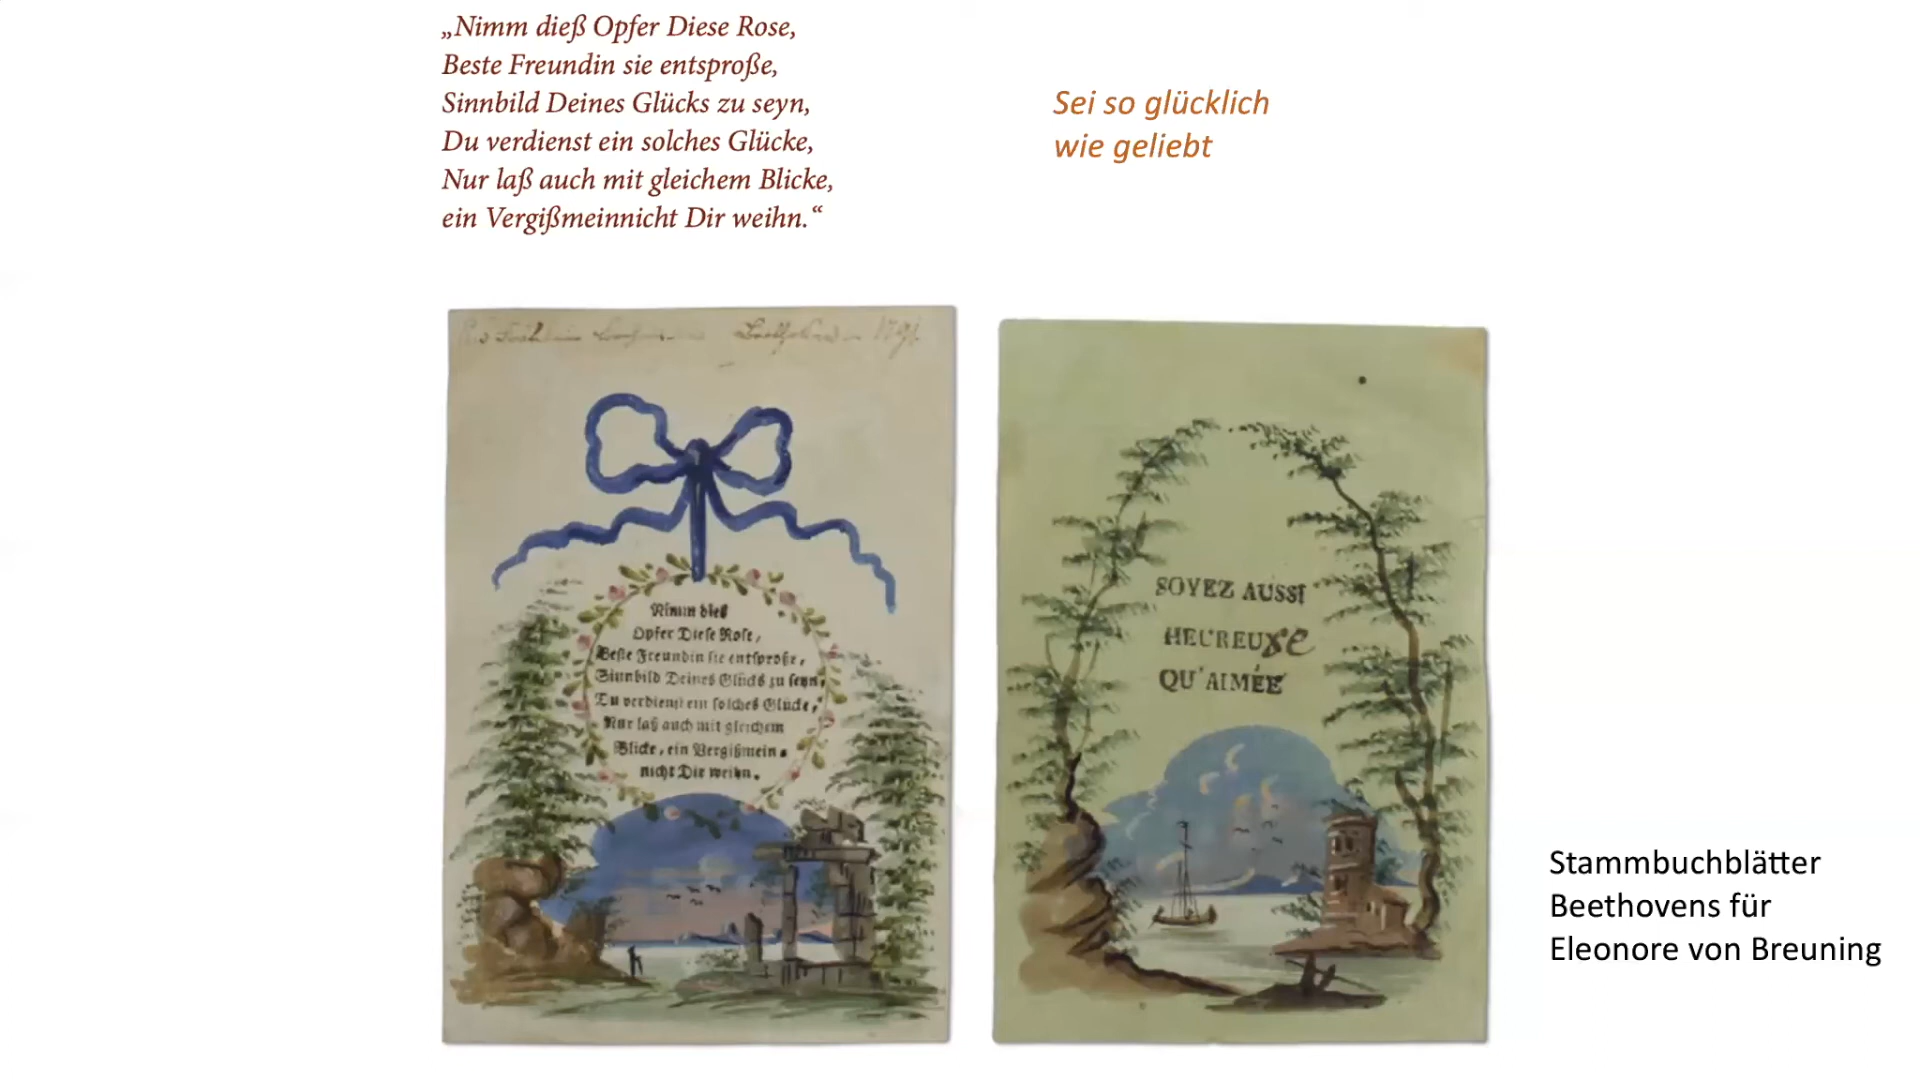 „Nimm dieß Opfer Diese Rose,
Beste Freundin sie entsproße,
Sinnbild Deines Glücks zu seyn,
Du verdienst ein solches Glücke,
Nur laß auch mit gleichem Blicke,
ein Vergißmeinnicht Dir weihn.“
Sei so glücklich
wie geliebt
1791
Nimm dieß
Opfer Diese Rose,
Beste Freundin sie entsproße,
Sinnbild Deines Glücks zu seyn,
Du verdienst ein solches Glücke,
Nur laß auch mit gleichem
Blicke, ein Vergißmein-
nicht Dir weihn.
SOYEZ AUSSI
HEUREUSE
QU'AIMÉE
Stammbuchblätter
Beethovens für
Eleonore von Breuning